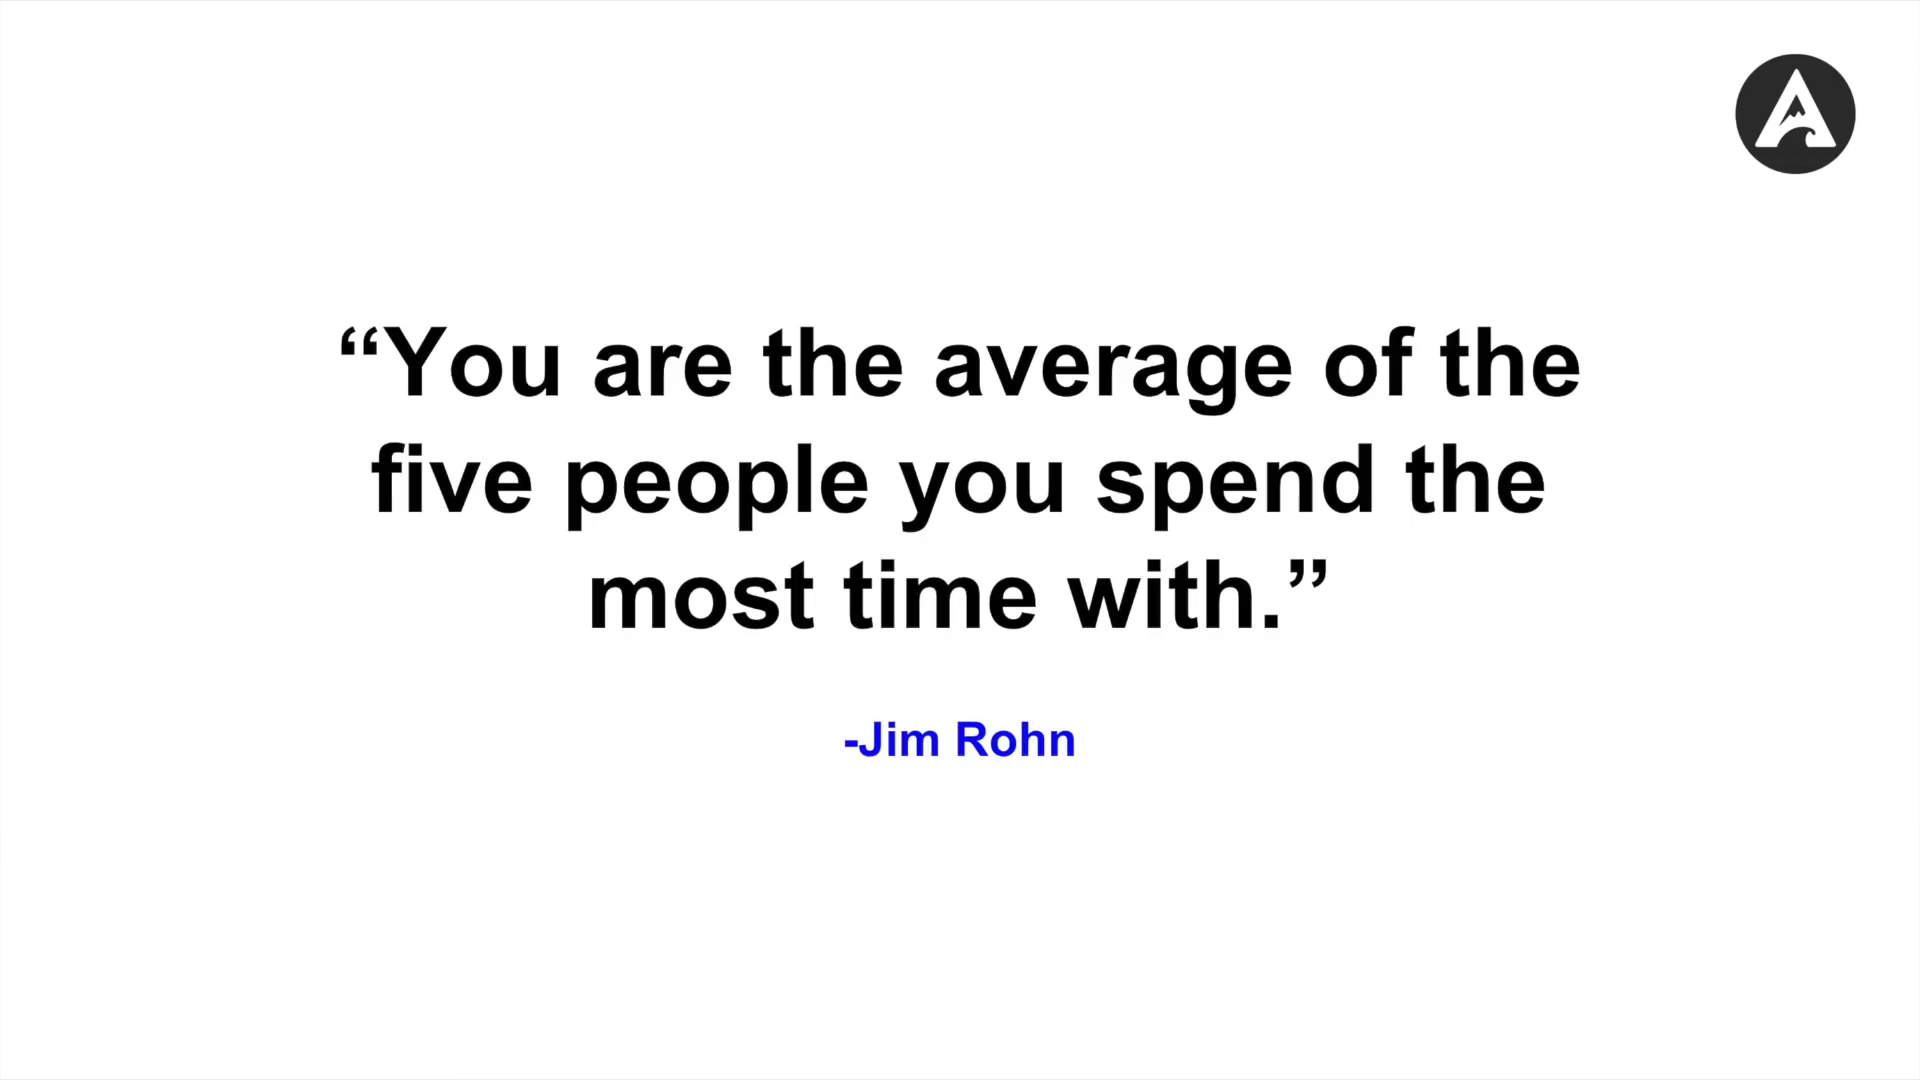 “You are the average of the
five people you spend the
most time with.”
-Jim Rohn